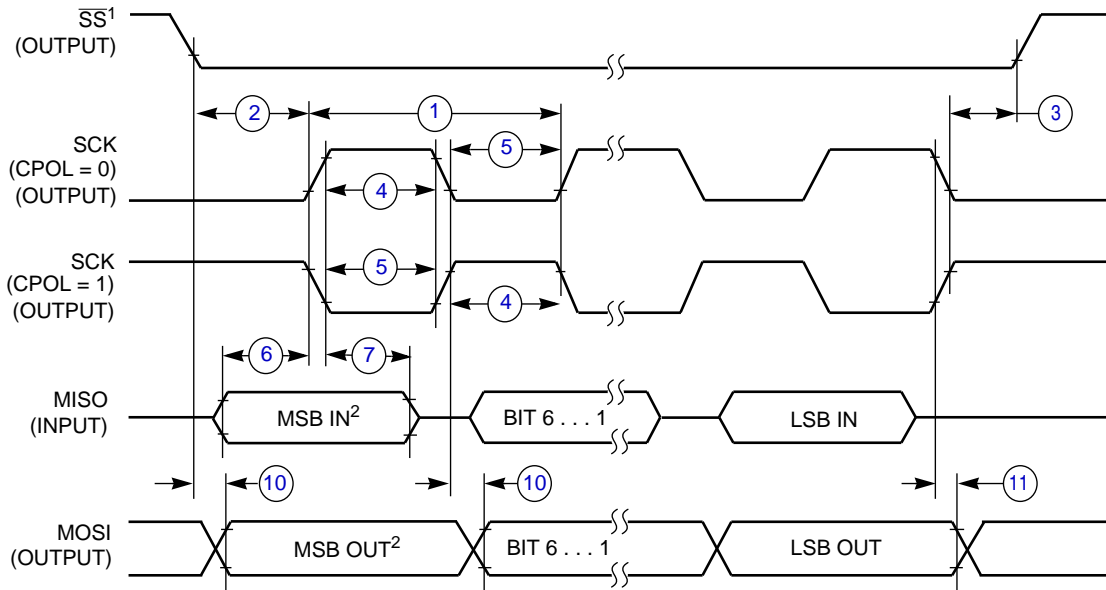 SS¹
(OUTPUT)
2
1
3
SCK
(CPOL = 0)
(OUTPUT)
5
4
SCK
(CPOL = 1)
(OUTPUT)
5
4
6
7
MISO
(INPUT)
MSB IN²
BIT 6 . . . 1
LSB IN
10
10
11
MOSI
(OUTPUT)
MSB OUT²
BIT 6 . . . 1
LSB OUT